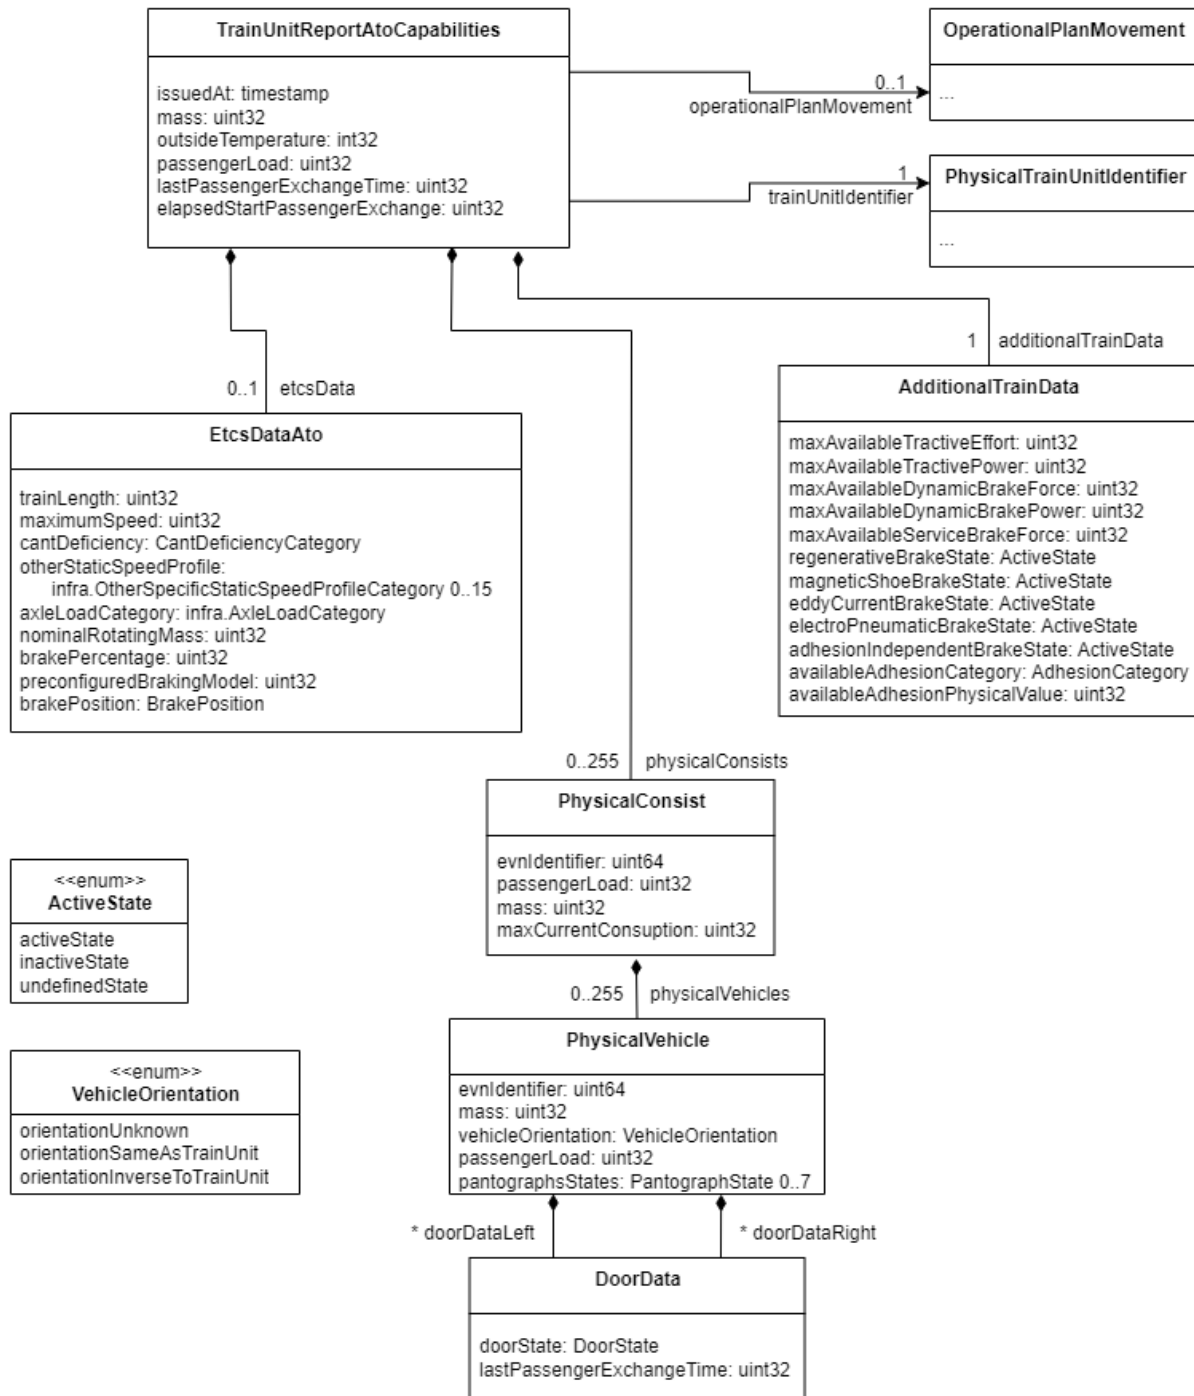 TrainUnitReportAtoCapabilities
issuedAt: timestamp
mass: uint32
outsideTemperature: int32
passengerLoad: uint32
lastPassengerExchangeTime: uint32
elapsedStartPassengerExchange: uint32
OperationalPlanMovement
...
0..1
operationalPlanMovement
PhysicalTrainUnitIdentifier
...
1
trainUnitIdentifier
1 additionalTrainData
AdditionalTrainData
maxAvailableTractiveEffort: uint32
maxAvailableTractivePower: uint32
maxAvailableDynamicBrakeForce: uint32
maxAvailableDynamicBrakePower: uint32
maxAvailableServiceBrakeForce: uint32
regenerativeBrakeState: ActiveState
magneticShoeBrakeState: ActiveState
eddyCurrentBrakeState: ActiveState
electroPneumaticBrakeState: ActiveState
adhesionIndependentBrakeState: ActiveState
availableAdhesionCategory: AdhesionCategory
availableAdhesionPhysicalValue: uint32
0..1 etcsData
EtcsDataAto
trainLength: uint32
maximumSpeed: uint32
cantDeficiency: CantDeficiencyCategory
otherStaticSpeedProfile:
infra.OtherSpecificStaticSpeedProfileCategory 0..15
axleLoadCategory: infra.AxleLoadCategory
nominalRotatingMass: uint32
brakePercentage: uint32
preconfiguredBrakingModel: uint32
brakePosition: BrakePosition
0..255 physicalConsists
PhysicalConsist
evnIdentifier: uint64
passengerLoad: uint32
mass: uint32
maxCurrentConsuption: uint32
<<enum>>
ActiveState
activeState
inactiveState
undefinedState
0..255 physicalVehicles
PhysicalVehicle
evnIdentifier: uint64
mass: uint32
vehicleOrientation: VehicleOrientation
passengerLoad: uint32
pantographsStates: PantographState 0..7
<<enum>>
VehicleOrientation
orientationUnknown
orientationSameAsTrainUnit
orientationInverseToTrainUnit
* doorDataLeft
* doorDataRight
DoorData
doorState: DoorState
lastPassengerExchangeTime: uint32